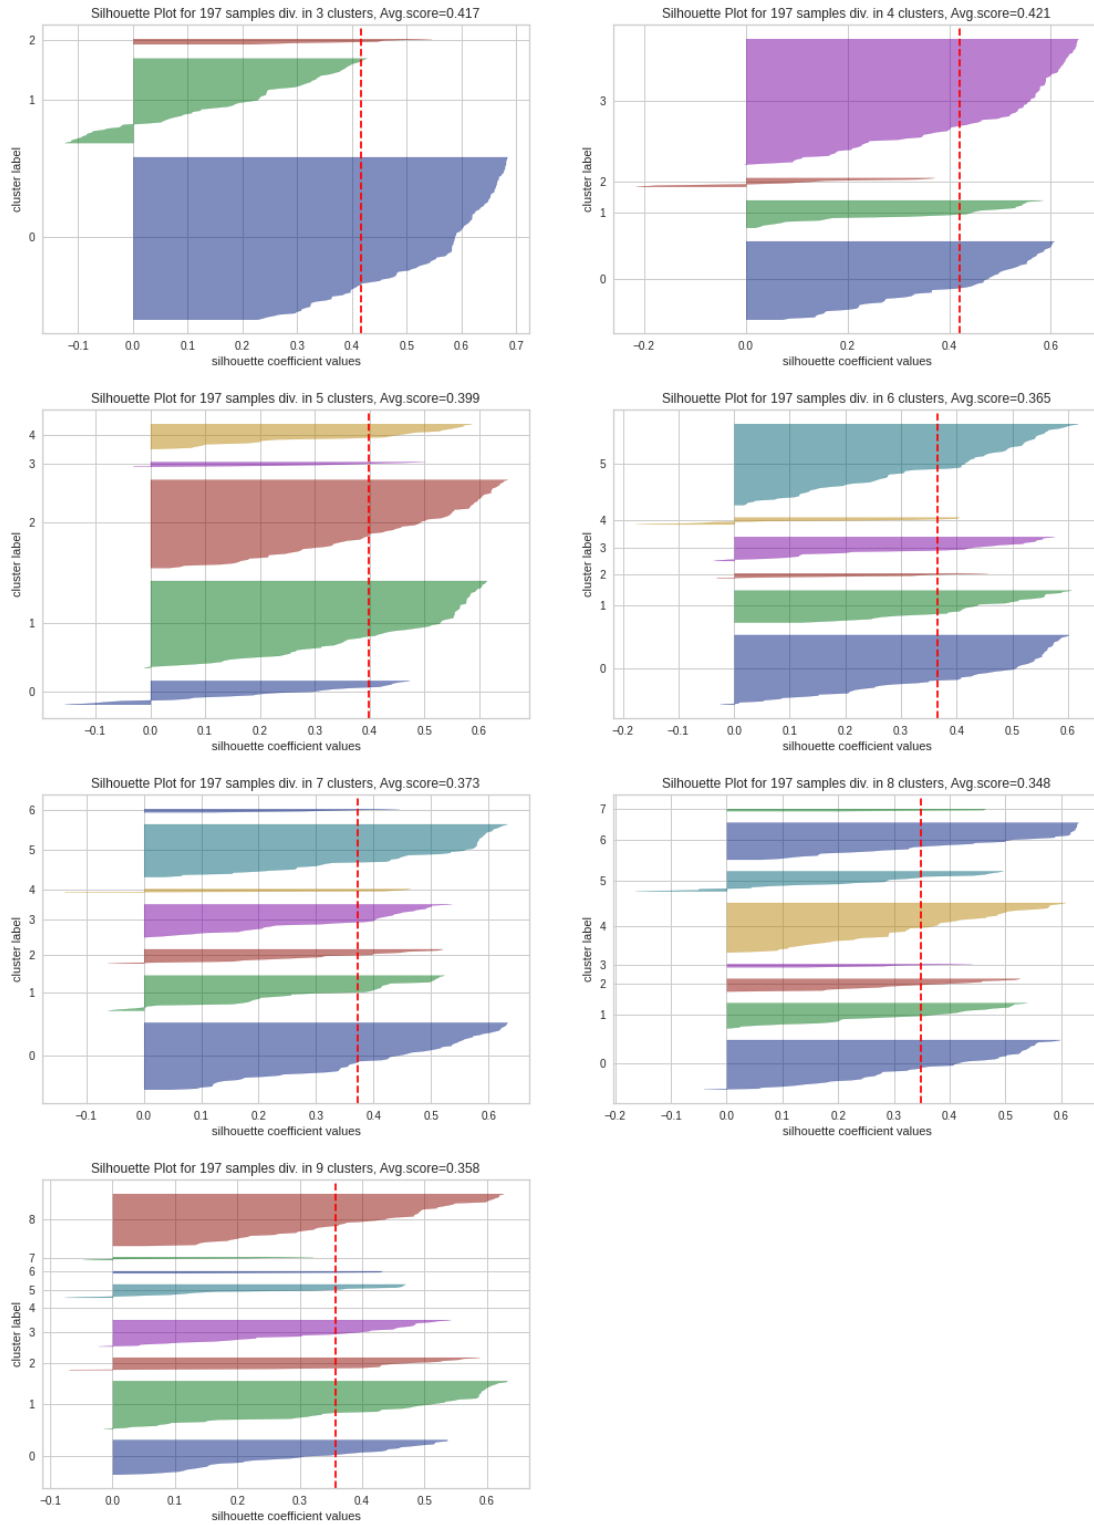 Silhouette Plot for 197 samples div. in 3 clusters, Avg.score=0.417
cluster label
2
1
0
−0.1 0.0 0.1 0.2 0.3 0.4 0.5 0.6 0.7
silhouette coefficient values
Silhouette Plot for 197 samples div. in 4 clusters, Avg.score=0.421
cluster label
3
2
1
0
−0.2 0.0 0.2 0.4 0.6
silhouette coefficient values
Silhouette Plot for 197 samples div. in 5 clusters, Avg.score=0.399
cluster label
4
3
2
1
0
−0.1 0.0 0.1 0.2 0.3 0.4 0.5 0.6
silhouette coefficient values
Silhouette Plot for 197 samples div. in 6 clusters, Avg.score=0.365
cluster label
5
4
3
2
1
0
−0.2 −0.1 0.0 0.1 0.2 0.3 0.4 0.5 0.6
silhouette coefficient values
Silhouette Plot for 197 samples div. in 7 clusters, Avg.score=0.373
cluster label
6
5
4
3
2
1
0
−0.1 0.0 0.1 0.2 0.3 0.4 0.5 0.6
silhouette coefficient values
Silhouette Plot for 197 samples div. in 8 clusters, Avg.score=0.348
cluster label
7
6
5
4
3
2
1
0
−0.2 −0.1 0.0 0.1 0.2 0.3 0.4 0.5 0.6
silhouette coefficient values
Silhouette Plot for 197 samples div. in 9 clusters, Avg.score=0.358
cluster label
8
7
6
5
4
3
2
1
0
−0.1 0.0 0.1 0.2 0.3 0.4 0.5 0.6
silhouette coefficient values